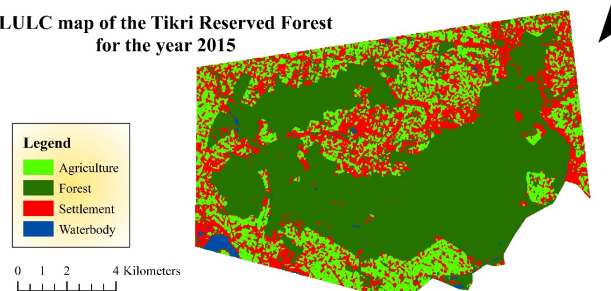 LULC map of the Tikri Reserved Forest
for the year 2015
Legend
Agriculture
Forest
Settlement
Waterbody
0 1 2 4 Kilometers